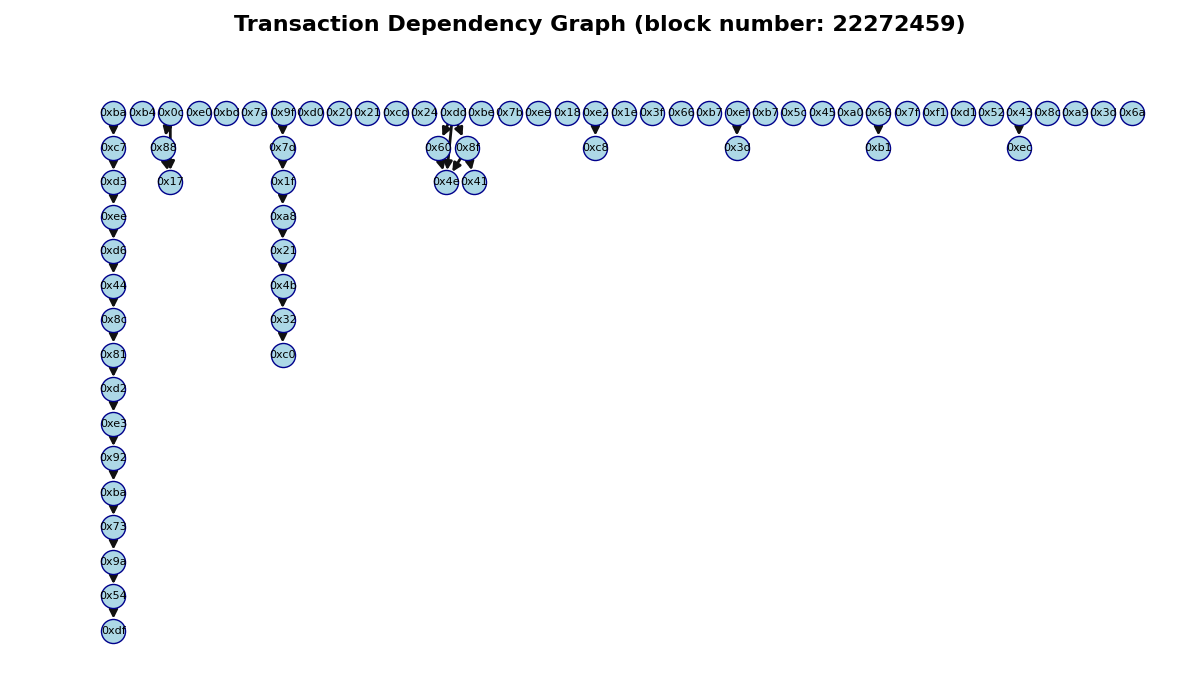 Transaction Dependency Graph (block number: 22272459)
0xba 0xb4 0x0c 0xe0 0xbd 0x7a 0x9f 0xd0 0x20 0x21 0xcd 0x24 0xdc 0xbe 0x7b 0xee 0x18 0xe2 0x1e 0x3f 0x66 0xb7 0xef 0xb7 0x5c 0x45 0xa0 0x68 0x7f 0xf1 0xd1 0x52 0x43 0x8c 0xa9 0x3c 0x6a
0xc7 0x88 0x7d 0x6c 0x8f 0xc8 0x3d 0xb1 0xec
0xd3 0x17 0x1f 0x4e 0x41
0xee 0xa8
0xd6 0x21
0x44 0x4b
0x8c 0x32
0x81 0xc0
0xd2
0xe3
0x92
0xba
0x73
0x9a
0x54
0xdf